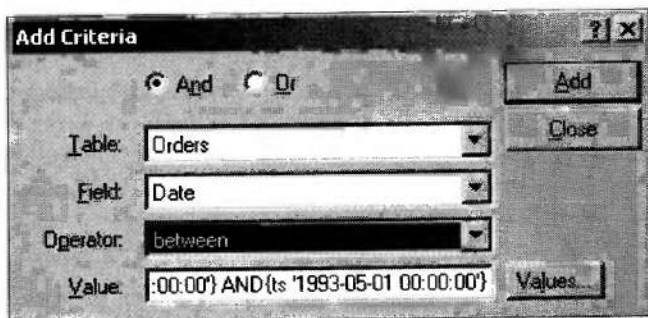 Add Criteria ? ×
And Or
Add
Close
Table: Orders
Field: Date
Operator: between
Value: :00:00'} AND{ts '1993-05-01 00:00:00'} Values...